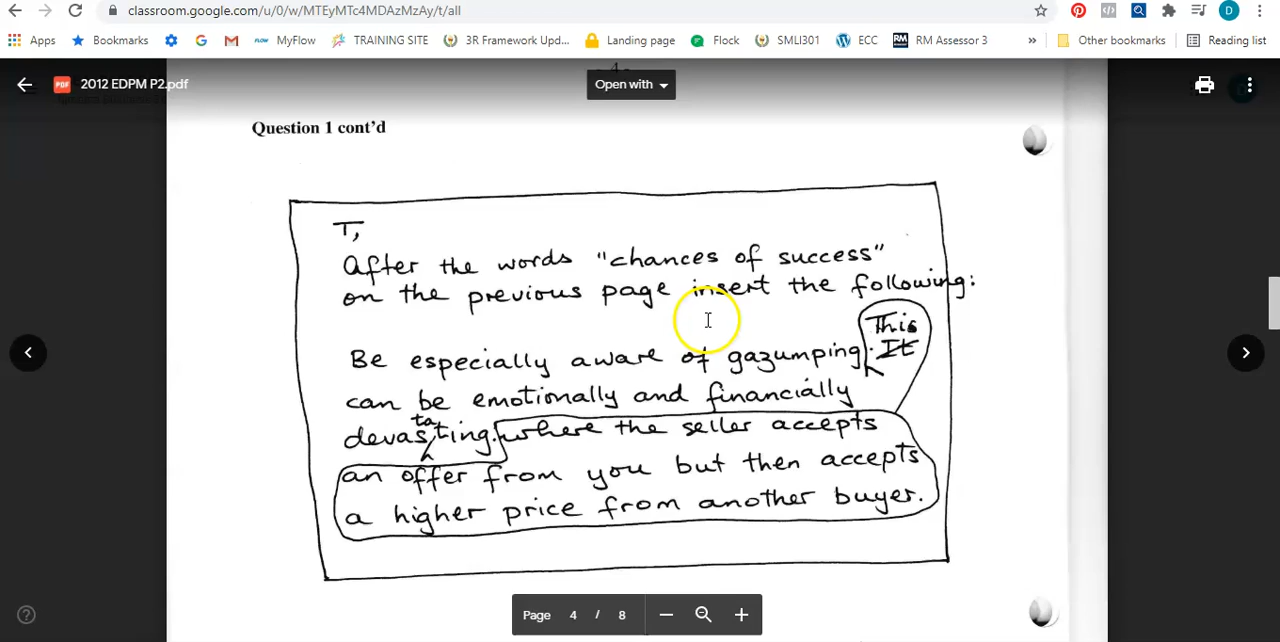 classroom.google.com/u/0/w/MTEyMTc4MDAzMzAy/t/all
D
Apps Bookmarks MyFlow TRAINING SITE 3R Framework Upd... Landing page Flock SMLI301 ECC RM Assessor 3 » Other bookmarks Reading list
- 4 -
PDF 2012 EDPM P2.pdf
Open with
Question 1 cont'd
T,
After the words "chances of success"
on the previous page insert the following:
This
Be especially aware of gazumping. It
can be emotionally and financially
ta
devasting. where the seller accepts
an offer from you but then accepts
a higher price from another buyer.
Page 4 / 8